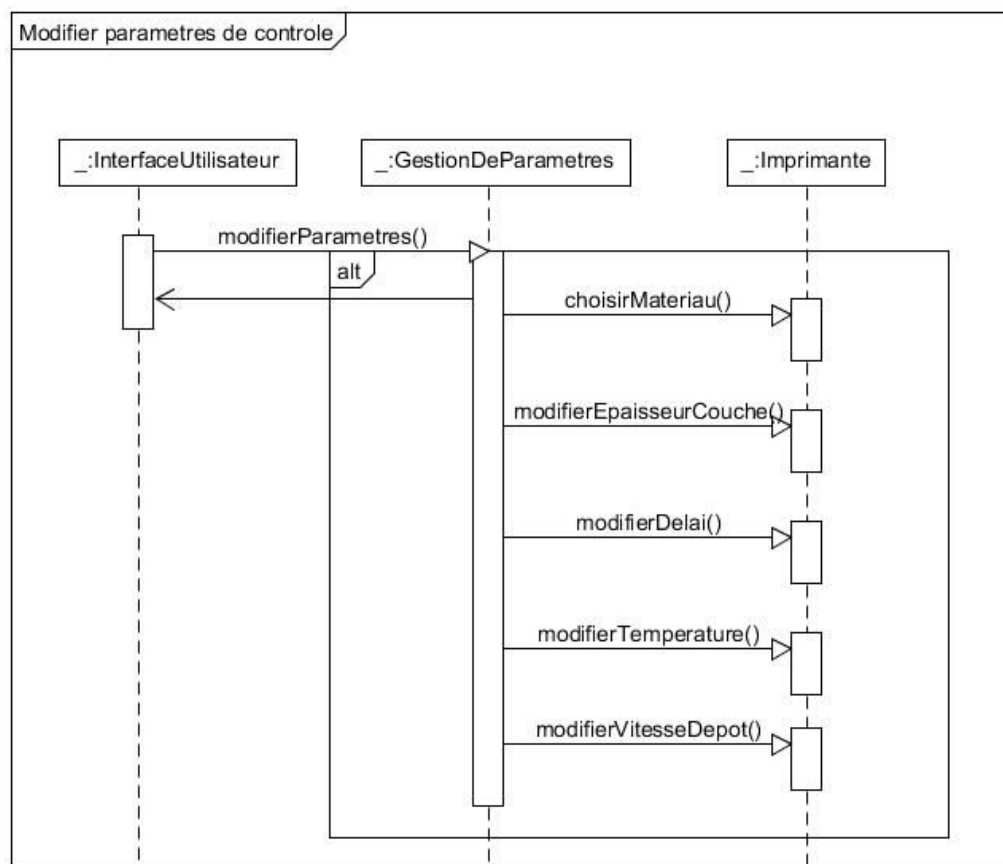 Modifier parametres de controle
_:InterfaceUtilisateur
_:GestionDeParametres
_:Imprimante
modifierParametres()
alt
choisirMateriau()
modifierEpaisseurCouche()
modifierDelai()
modifierTemperature()
modifierVitesseDepot()